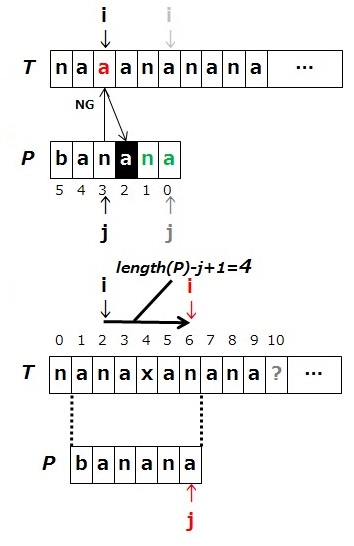 i i
T n a a a n a n a n a ⋯
NG
P b a n a n a
5 4 3 2 1 0
j j
length(P)-j+1=4
i i
0 1 2 3 4 5 6 7 8 9 10
T n a n a x a n a n a ? ⋯
P b a n a n a
j